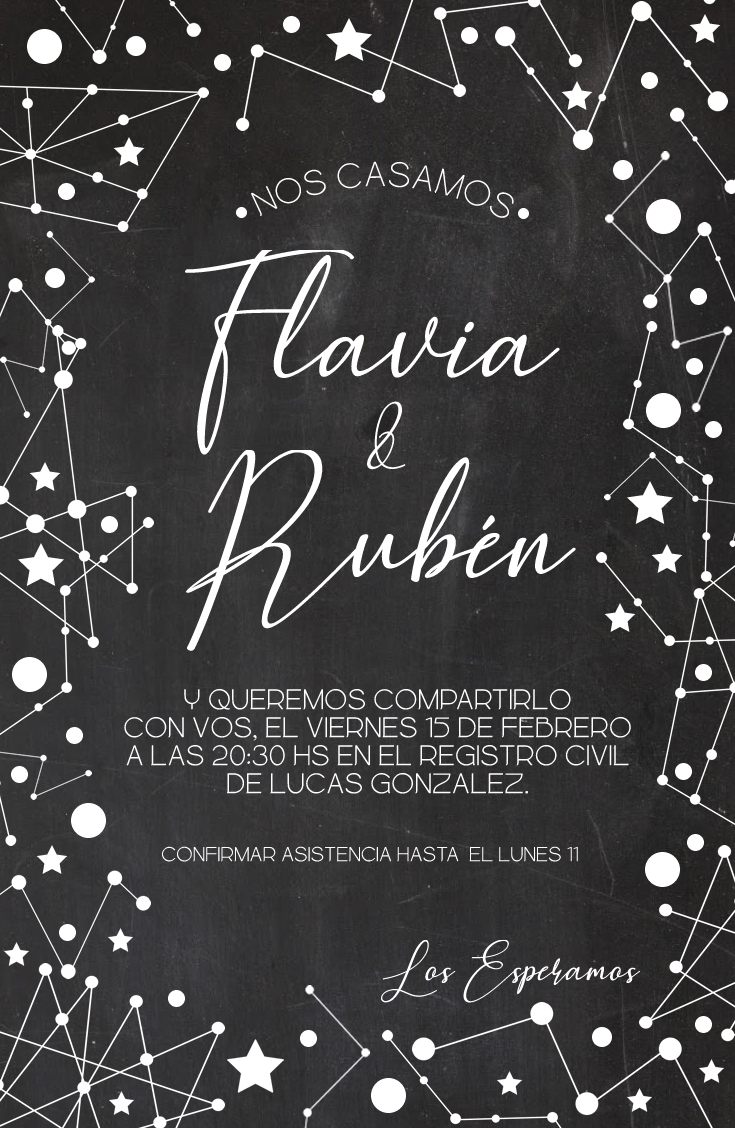 NOS CASAMOS
Flavia
&
Rubén
Y QUEREMOS COMPARTIRLO
CON VOS, EL VIERNES 15 DE FEBRERO
A LAS 20:30 HS EN EL REGISTRO CIVIL
DE LUCAS GONZALEZ.
CONFIRMAR ASISTENCIA HASTA EL LUNES 11
Los Esperamos